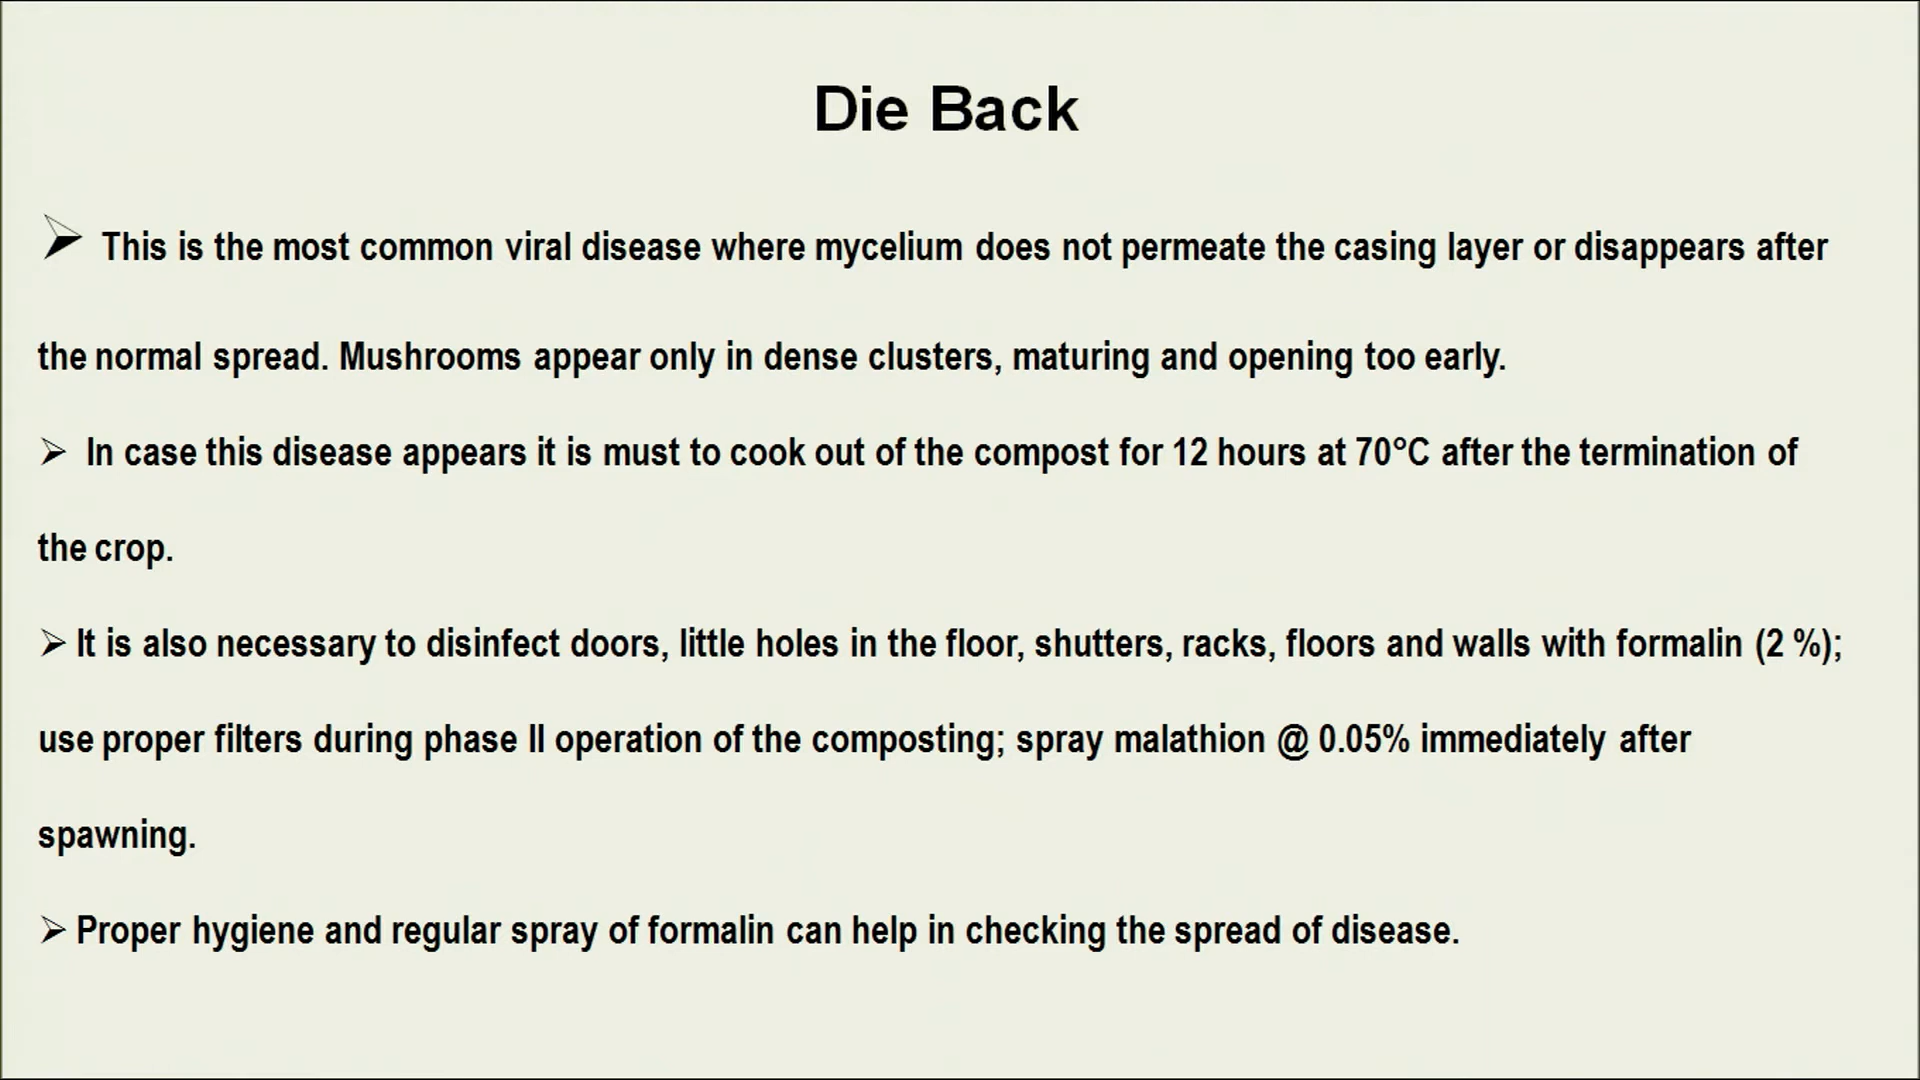 Die Back
➢ This is the most common viral disease where mycelium does not permeate the casing layer or disappears after
the normal spread. Mushrooms appear only in dense clusters, maturing and opening too early.
➢ In case this disease appears it is must to cook out of the compost for 12 hours at 70°C after the termination of
the crop.
➢ It is also necessary to disinfect doors, little holes in the floor, shutters, racks, floors and walls with formalin (2 %);
use proper filters during phase II operation of the composting; spray malathion @ 0.05% immediately after
spawning.
➢ Proper hygiene and regular spray of formalin can help in checking the spread of disease.